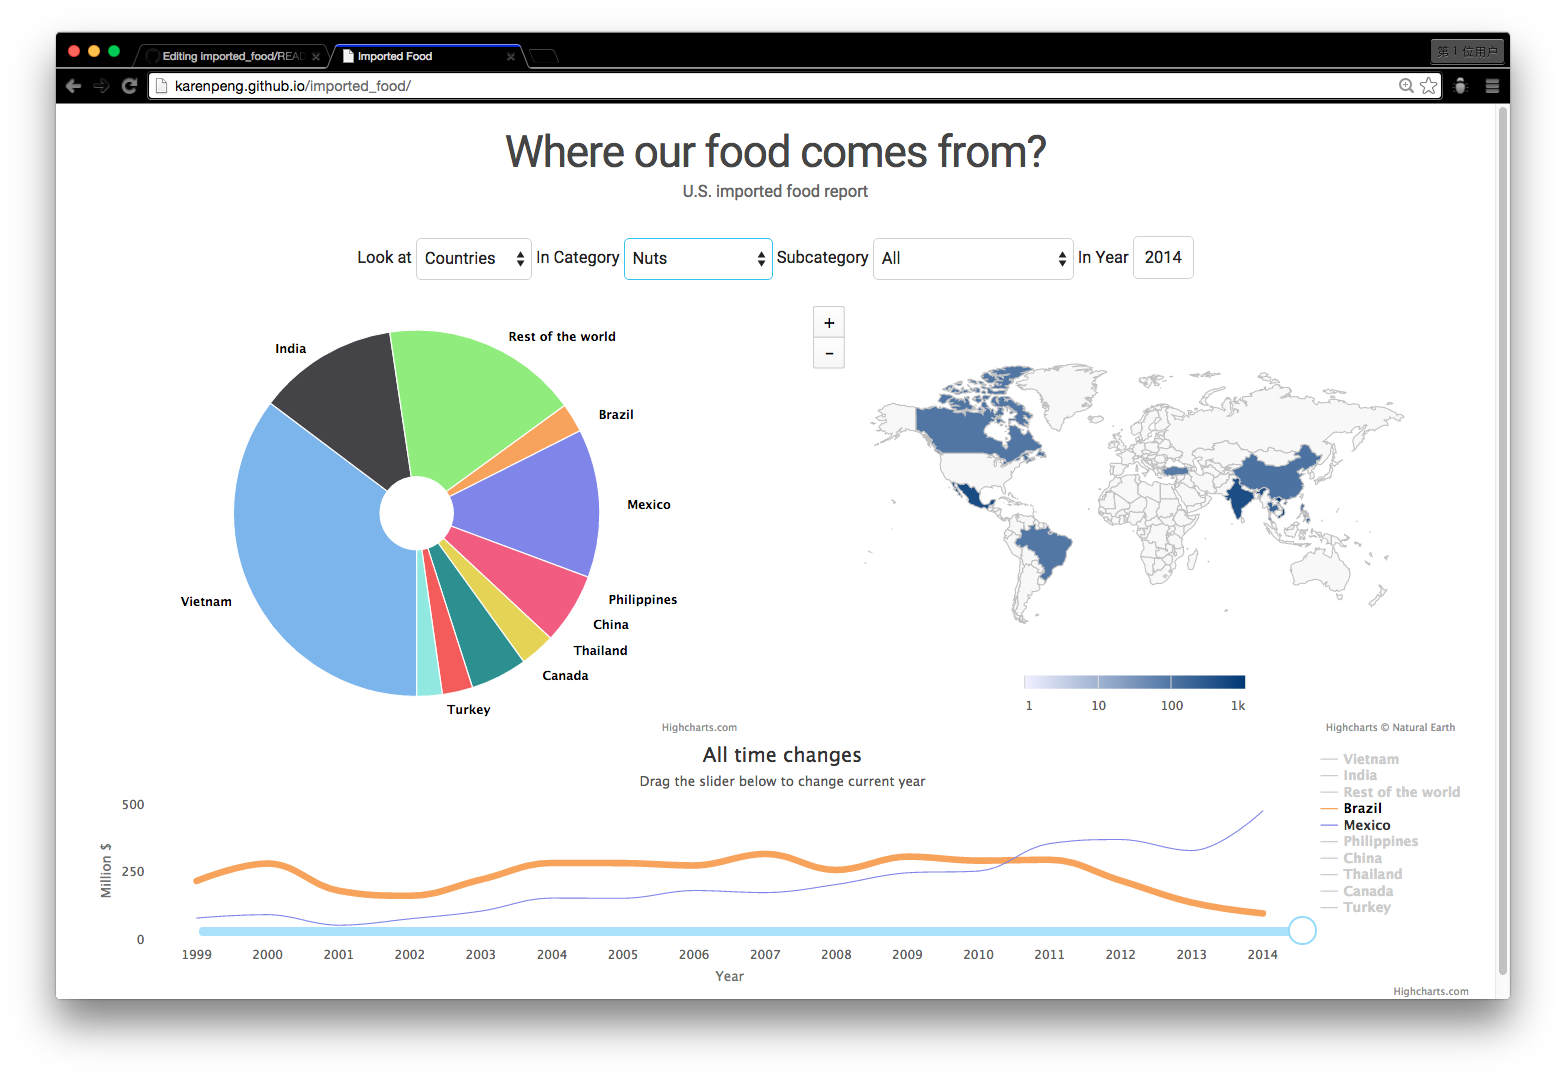 Editing imported_food/READ
Imported Food
第 1 位用户
karenpeng.github.io/imported_food/
Where our food comes from?
U.S. imported food report
Look at Countries In Category Nuts Subcategory All In Year 2014
India
Rest of the world
Brazil
Mexico
Vietnam
Philippines
China
Thailand
Canada
Turkey
Highcharts.com
+
-
1 10 100 1k
Highcharts © Natural Earth
All time changes
Drag the slider below to change current year
Million $
500
250
0
1999 2000 2001 2002 2003 2004 2005 2006 2007 2008 2009 2010 2011 2012 2013 2014
Year
Vietnam
India
Rest of the world
Brazil
Mexico
Philippines
China
Thailand
Canada
Turkey
Highcharts.com